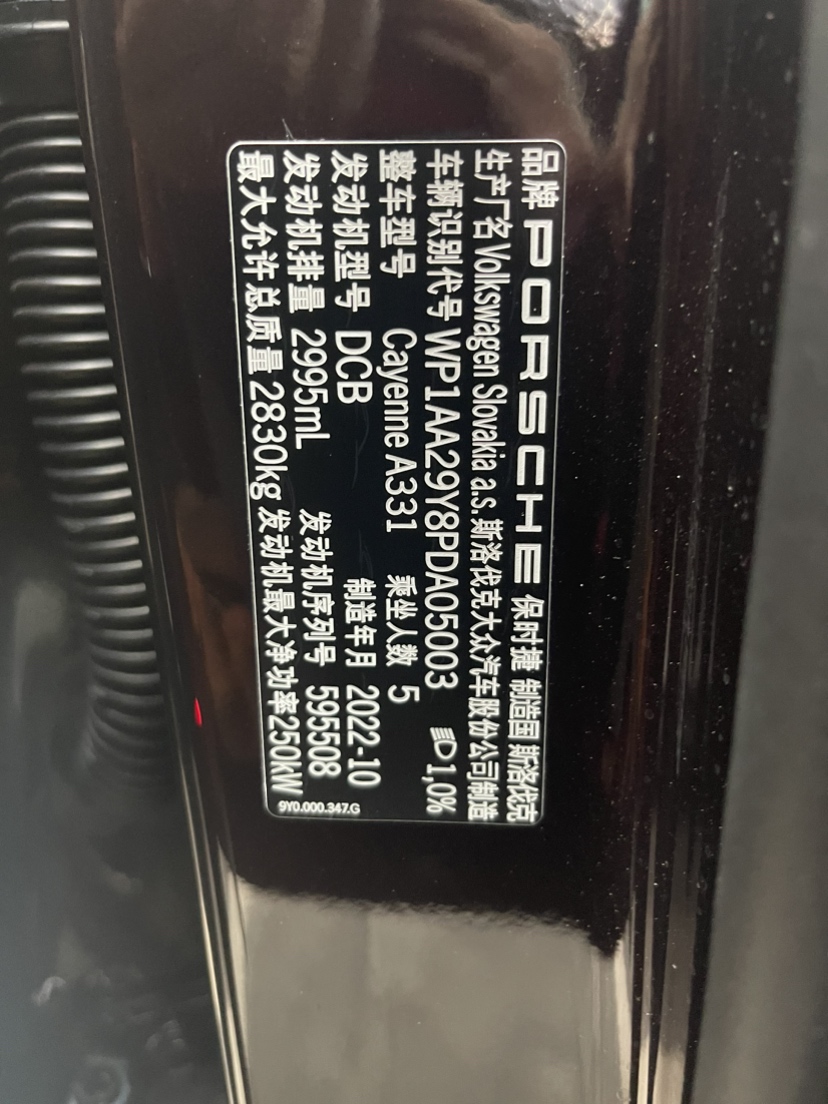 品牌 PORSCHE 保时捷 制造国 斯洛伐克
生产厂名 Volkswagen Slovakia a.s. 斯洛伐克大众汽车股份公司制造
车辆识别代号 WP1AA29Y8PDA05003 1,0%
整车型号 Cayenne A331 乘坐人数 5
发动机型号 DCB 制造年月 2022-10
发动机排量 2995mL 发动机序列号 595508
最大允许总质量 2830kg 发动机最大净功率250kW
9Y0.000.347.G